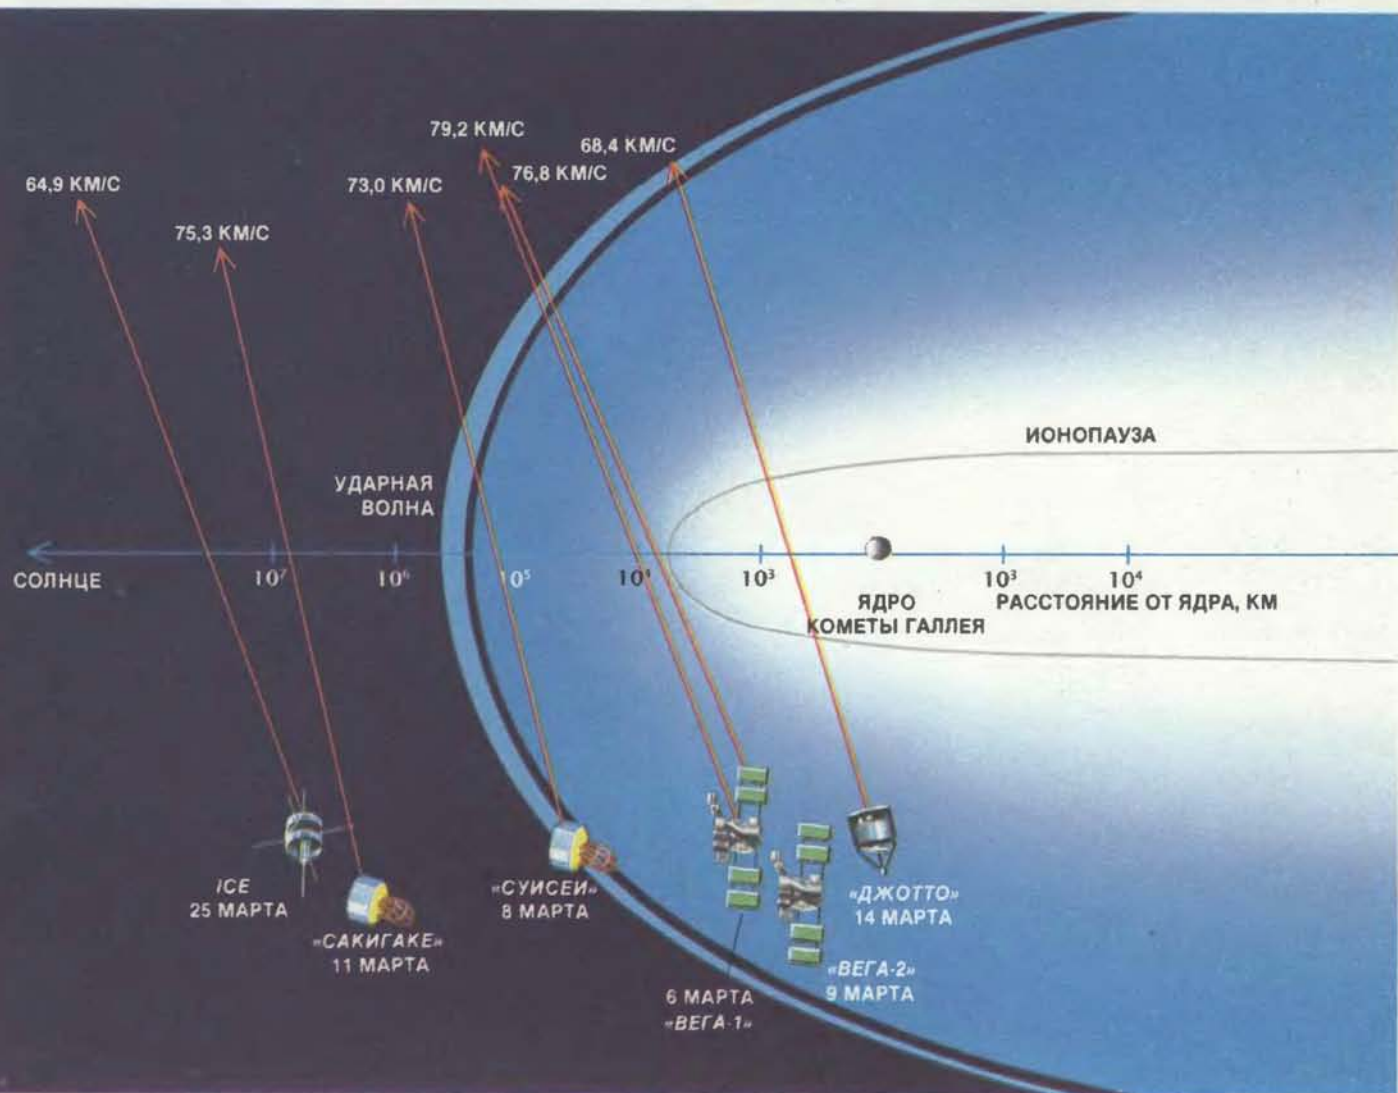 79,2 КМ/С
68,4 КМ/С
76,8 КМ/С
64,9 КМ/С
73,0 КМ/С
75,3 КМ/С
ИОНОПАУЗА
УДАРНАЯ
ВОЛНА
СОЛНЦЕ
10⁷
10⁶
10⁵
10⁴
10³
10³
10⁴
ЯДРО
КОМЕТЫ ГАЛЛЕЯ
РАССТОЯНИЕ ОТ ЯДРА, КМ
ICE
25 МАРТА
«САКИГАКЕ»
11 МАРТА
«СУИСЕИ»
8 МАРТА
«ДЖОТТО»
14 МАРТА
«ВЕГА-2»
9 МАРТА
6 МАРТА
«ВЕГА-1»